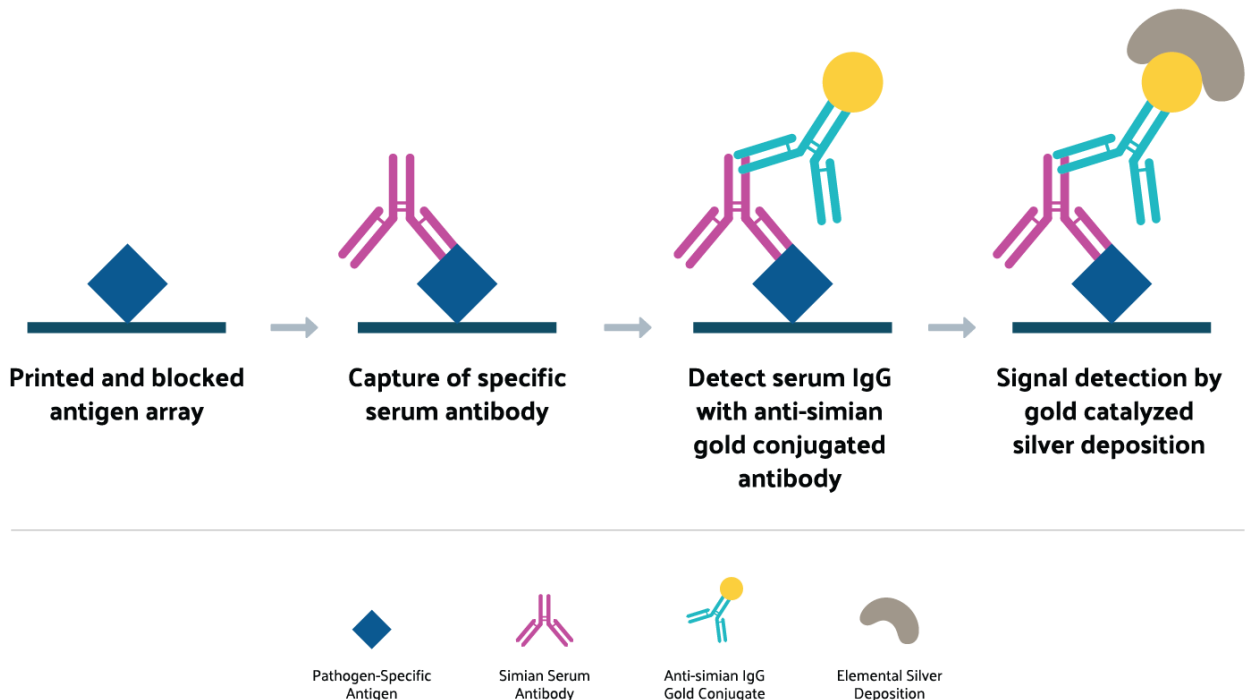 Printed and blocked
antigen array
Capture of specific
serum antibody
Detect serum IgG
with anti-simian
gold conjugated
antibody
Signal detection by
gold catalyzed
silver deposition
Pathogen-Specific
Antigen
Simian Serum
Antibody
Anti-simian IgG
Gold Conjugate
Elemental Silver
Deposition